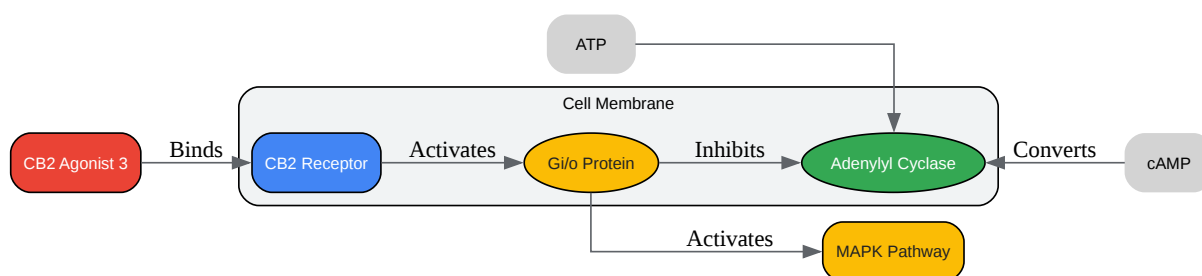 ATP
Cell Membrane
CB2 Agonist 3
Binds
CB2 Receptor
Activates
Gi/o Protein
Inhibits
Adenylyl Cyclase
Converts
cAMP
Activates
MAPK Pathway